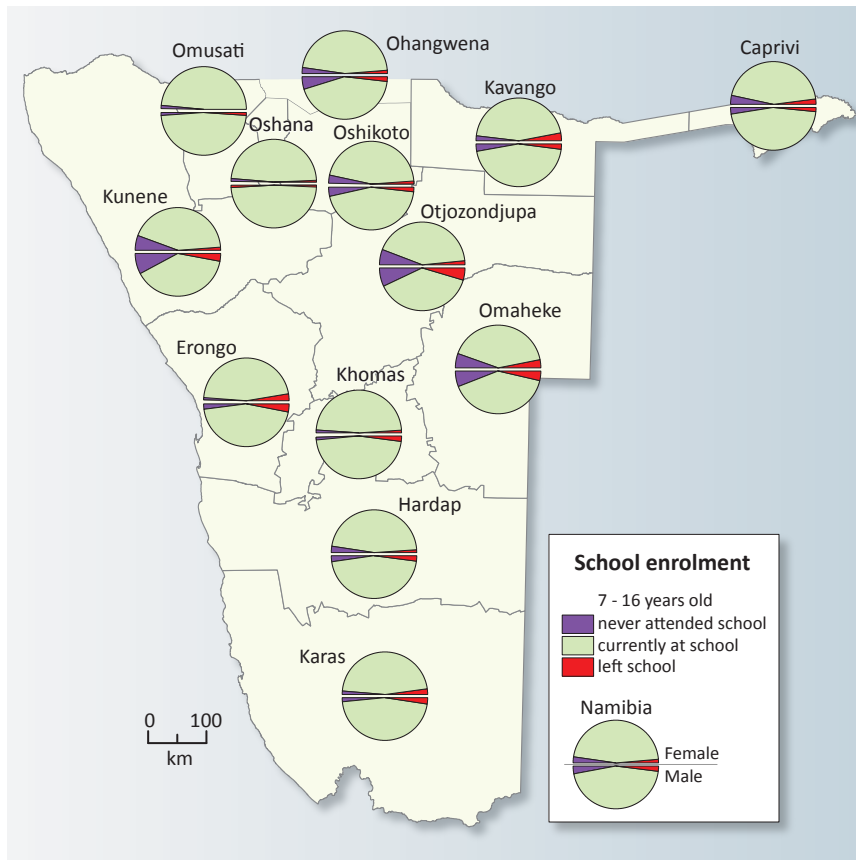 Omusati
Ohangwena
Caprivi
Kavango
Oshana
Oshikoto
Kunene
Otjozondjupa
Omaheke
Erongo
Khomas
Hardap
Karas
0 100
km
School enrolment
7 - 16 years old
never attended school
currently at school
left school
Namibia
Female
Male